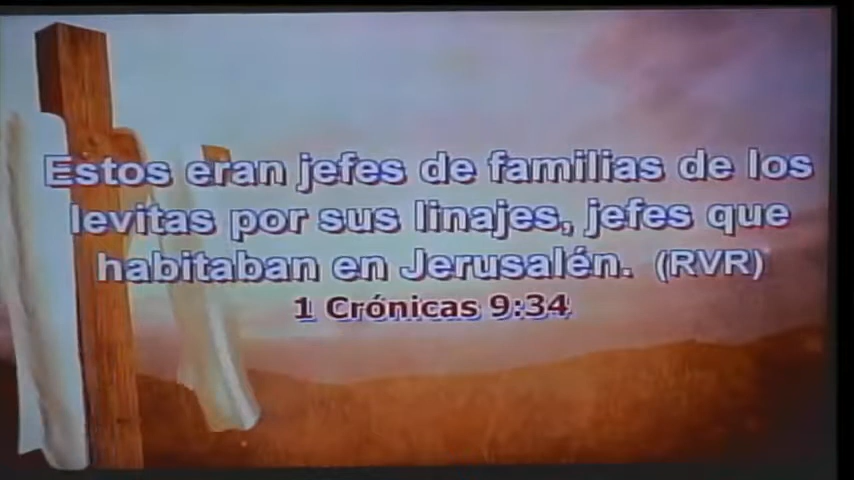 Estos eran jefes de familias de los
levitas por sus linajes, jefes que
habitaban en Jerusalén. (RVR)
1 Crónicas 9:34